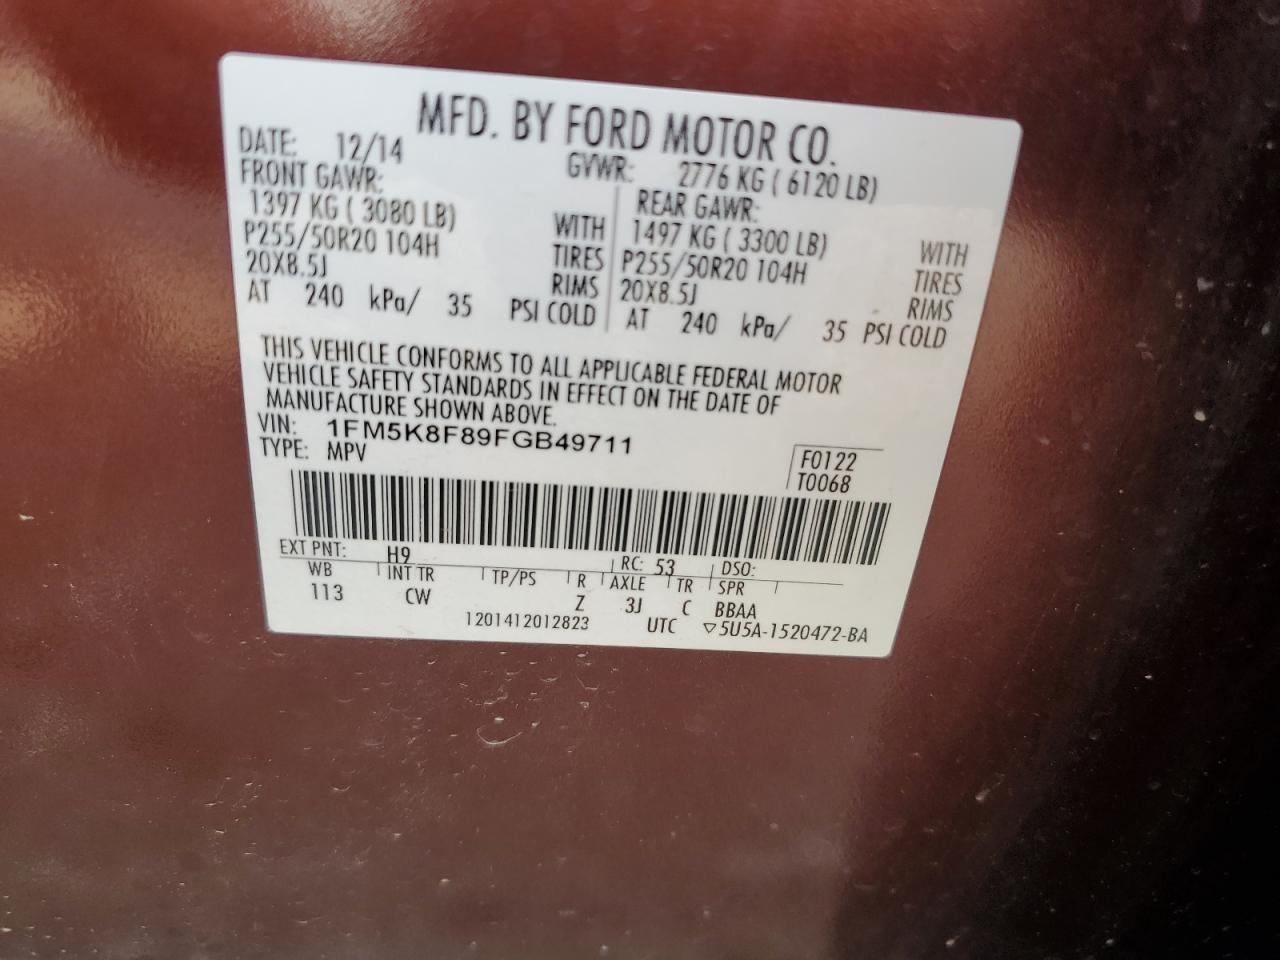 MFD. BY FORD MOTOR CO.
DATE: 12/14 GVWR: 2776 KG ( 6120 LB)
FRONT GAWR: REAR GAWR:
1397 KG ( 3080 LB) WITH 1497 KG ( 3300 LB) WITH
P255/50R20 104H TIRES P255/50R20 104H TIRES
20X8.5J RIMS 20X8.5J RIMS
AT 240 kPa/ 35 PSI COLD AT 240 kPa/ 35 PSI COLD
THIS VEHICLE CONFORMS TO ALL APPLICABLE FEDERAL MOTOR
VEHICLE SAFETY STANDARDS IN EFFECT ON THE DATE OF
MANUFACTURE SHOWN ABOVE.
VIN: 1FM5K8F89FGB49711
TYPE: MPV F0122
T0068
EXT PNT: H9 RC: 53 DSO:
WB INT TR TP/PS R AXLE TR SPR
113 CW Z 3J C BBAA
1201412012823 UTC ▽5U5A-1520472-BA